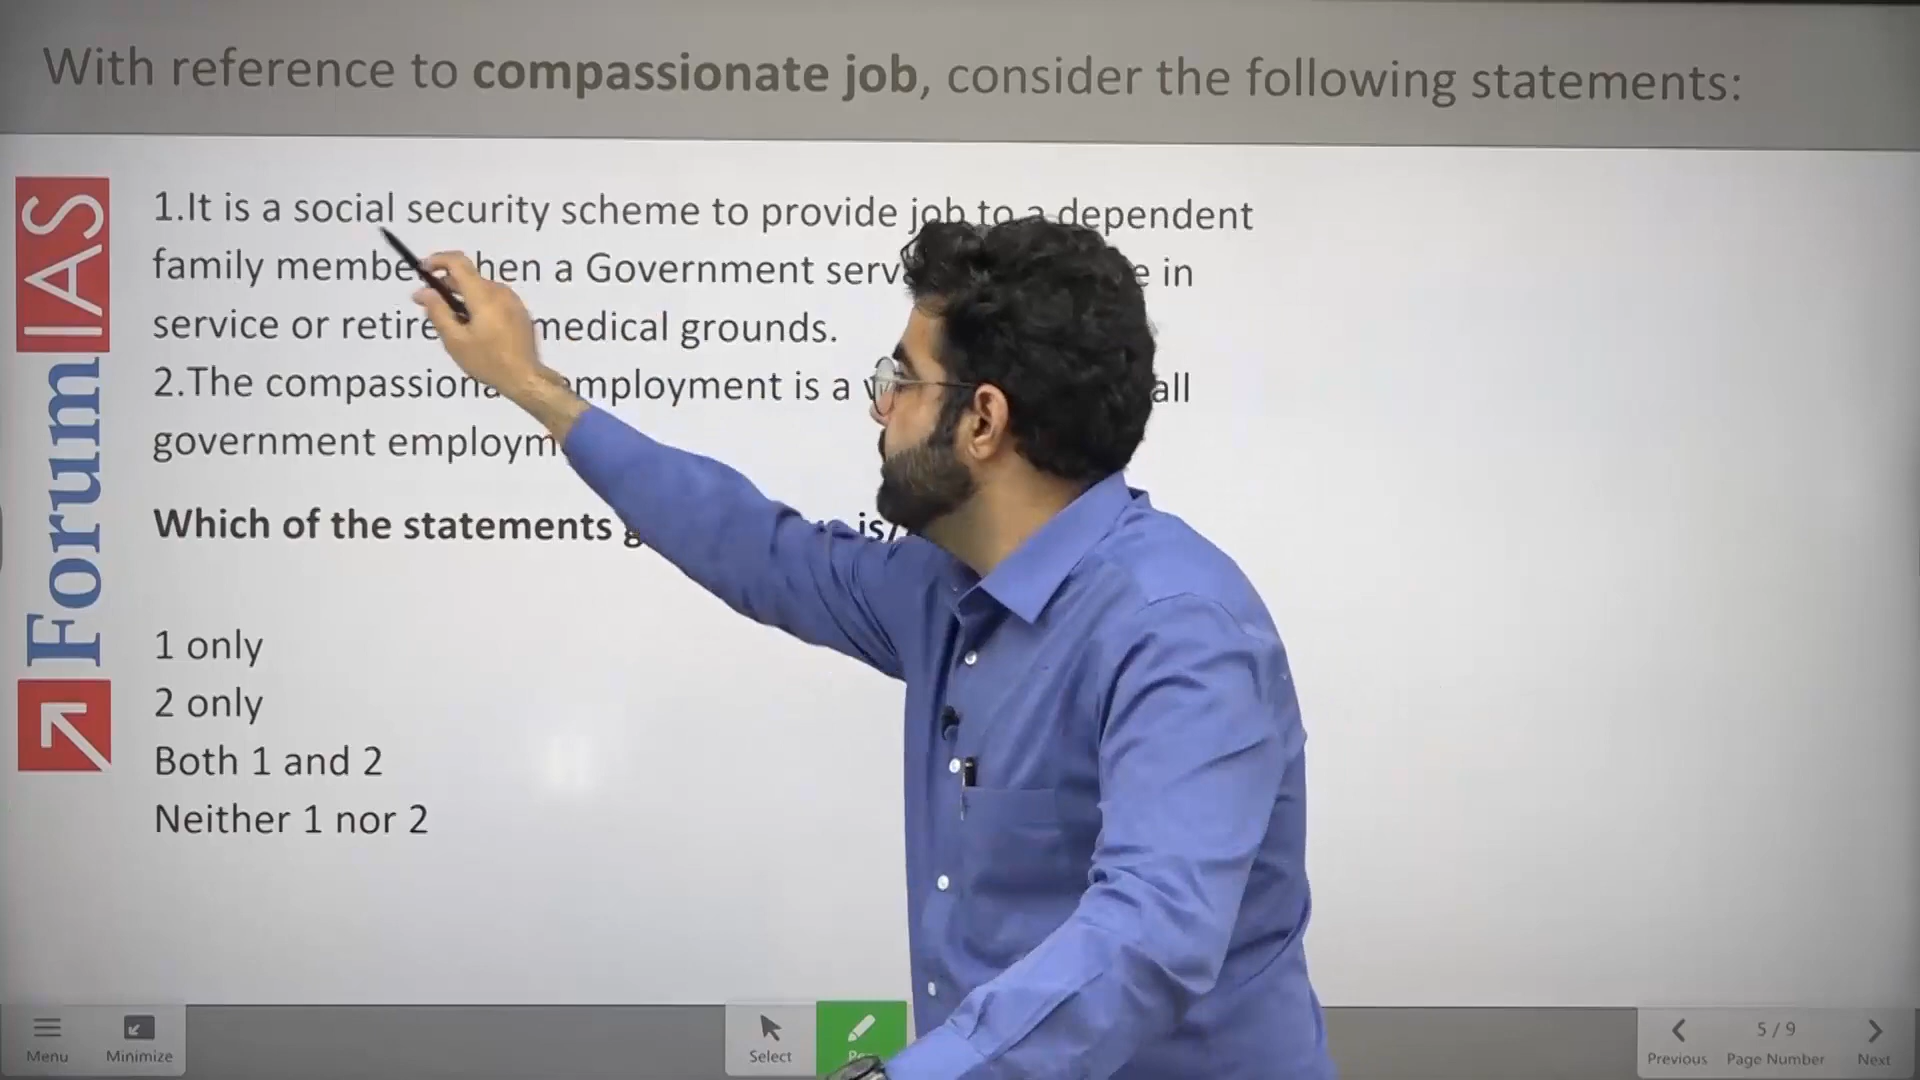 With reference to compassionate job, consider the following statements:
1.It is a social security scheme to provide job to a dependent
family membe hen a Government serv e in
service or retire medical grounds.
2.The compassiona employment is a all
government employm
Which of the statements is/
1 only
2 only
Both 1 and 2
Neither 1 nor 2
Forum IAS
Menu
Minimize
Select
5 / 9
Previous
Page Number
Next